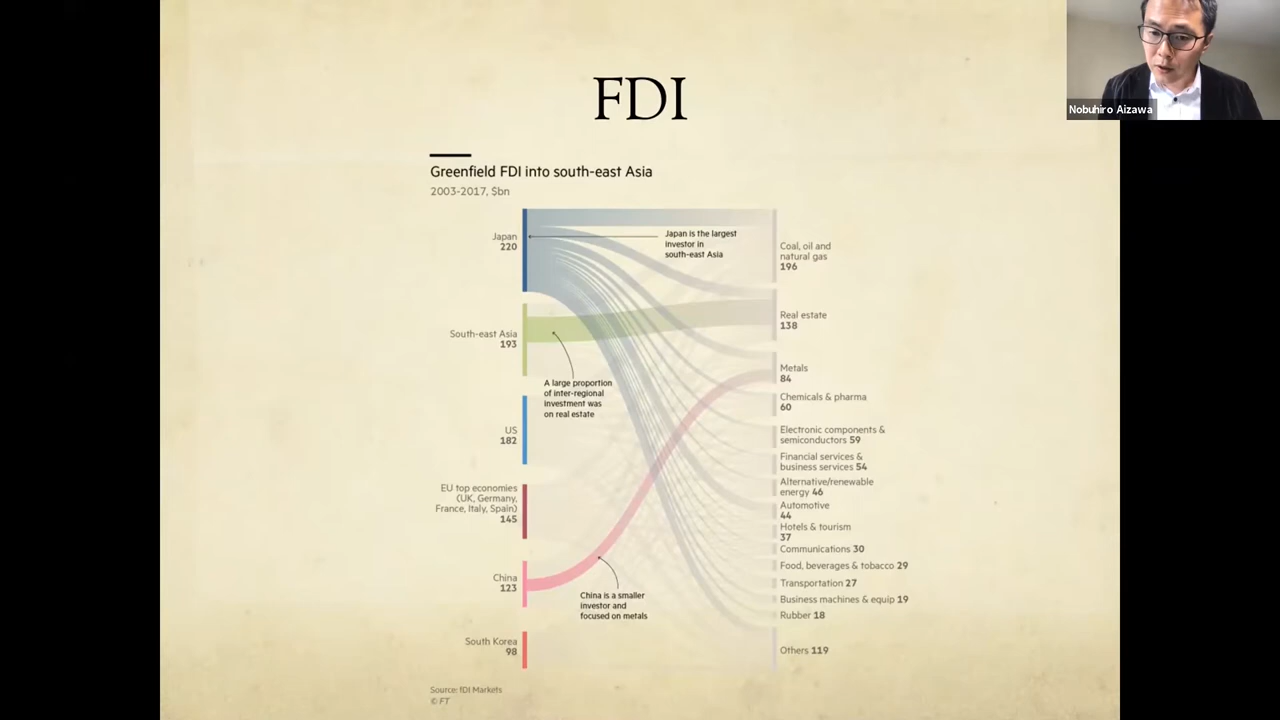 FDI
Nobuhiro Aizawa
Greenfield FDI into south-east Asia
2003-2017, $bn
Japan
220
South-east Asia
193
US
182
EU top economies
(UK, Germany,
France, Italy, Spain)
145
China
123
South Korea
98
Japan is the largest
investor in
south-east Asia
A large proportion
of inter-regional
investment was
on real estate
China is a smaller
investor and
focused on metals
Coal, oil and
natural gas
196
Real estate
138
Metals
84
Chemicals & pharma
60
Electronic components &
semiconductors 59
Financial services &
business services 54
Alternative/renewable
energy 46
Automotive
44
Hotels & tourism
37
Communications 30
Food, beverages & tobacco 29
Transportation 27
Business machines & equip 19
Rubber 18
Others 119
Source: fDI Markets
© FT